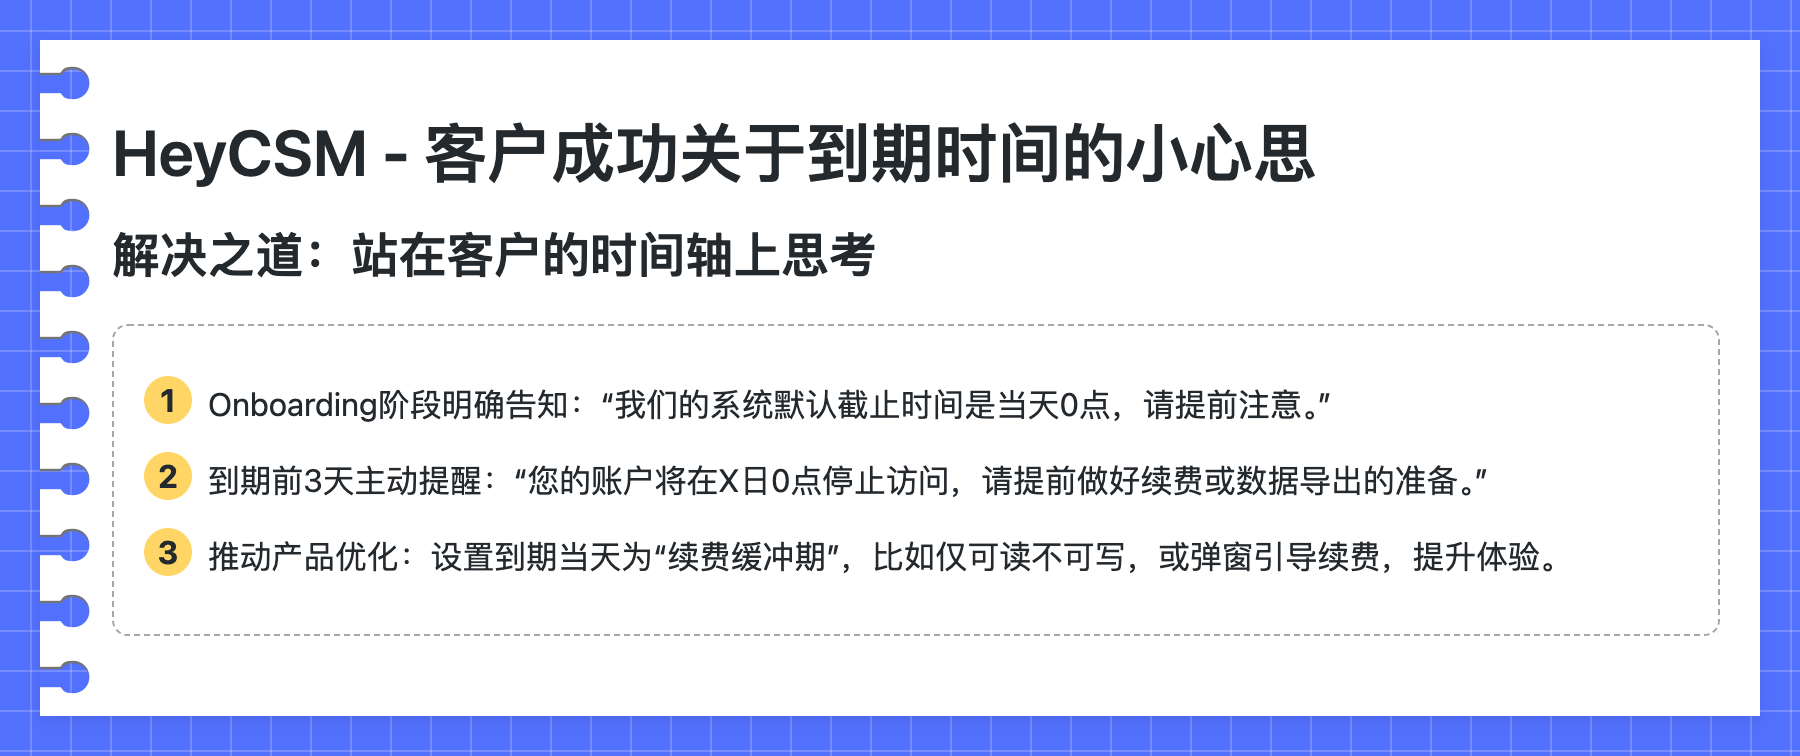 HeyCSM - 客户成功关于到期时间的小心思
解决之道：站在客户的时间轴上思考
1 Onboarding阶段明确告知：“我们的系统默认截止时间是当天0点，请提前注意。”
2 到期前3天主动提醒：“您的账户将在X日0点停止访问，请提前做好续费或数据导出的准备。”
3 推动产品优化：设置到期当天为“续费缓冲期”，比如仅可读不可写，或弹窗引导续费，提升体验。